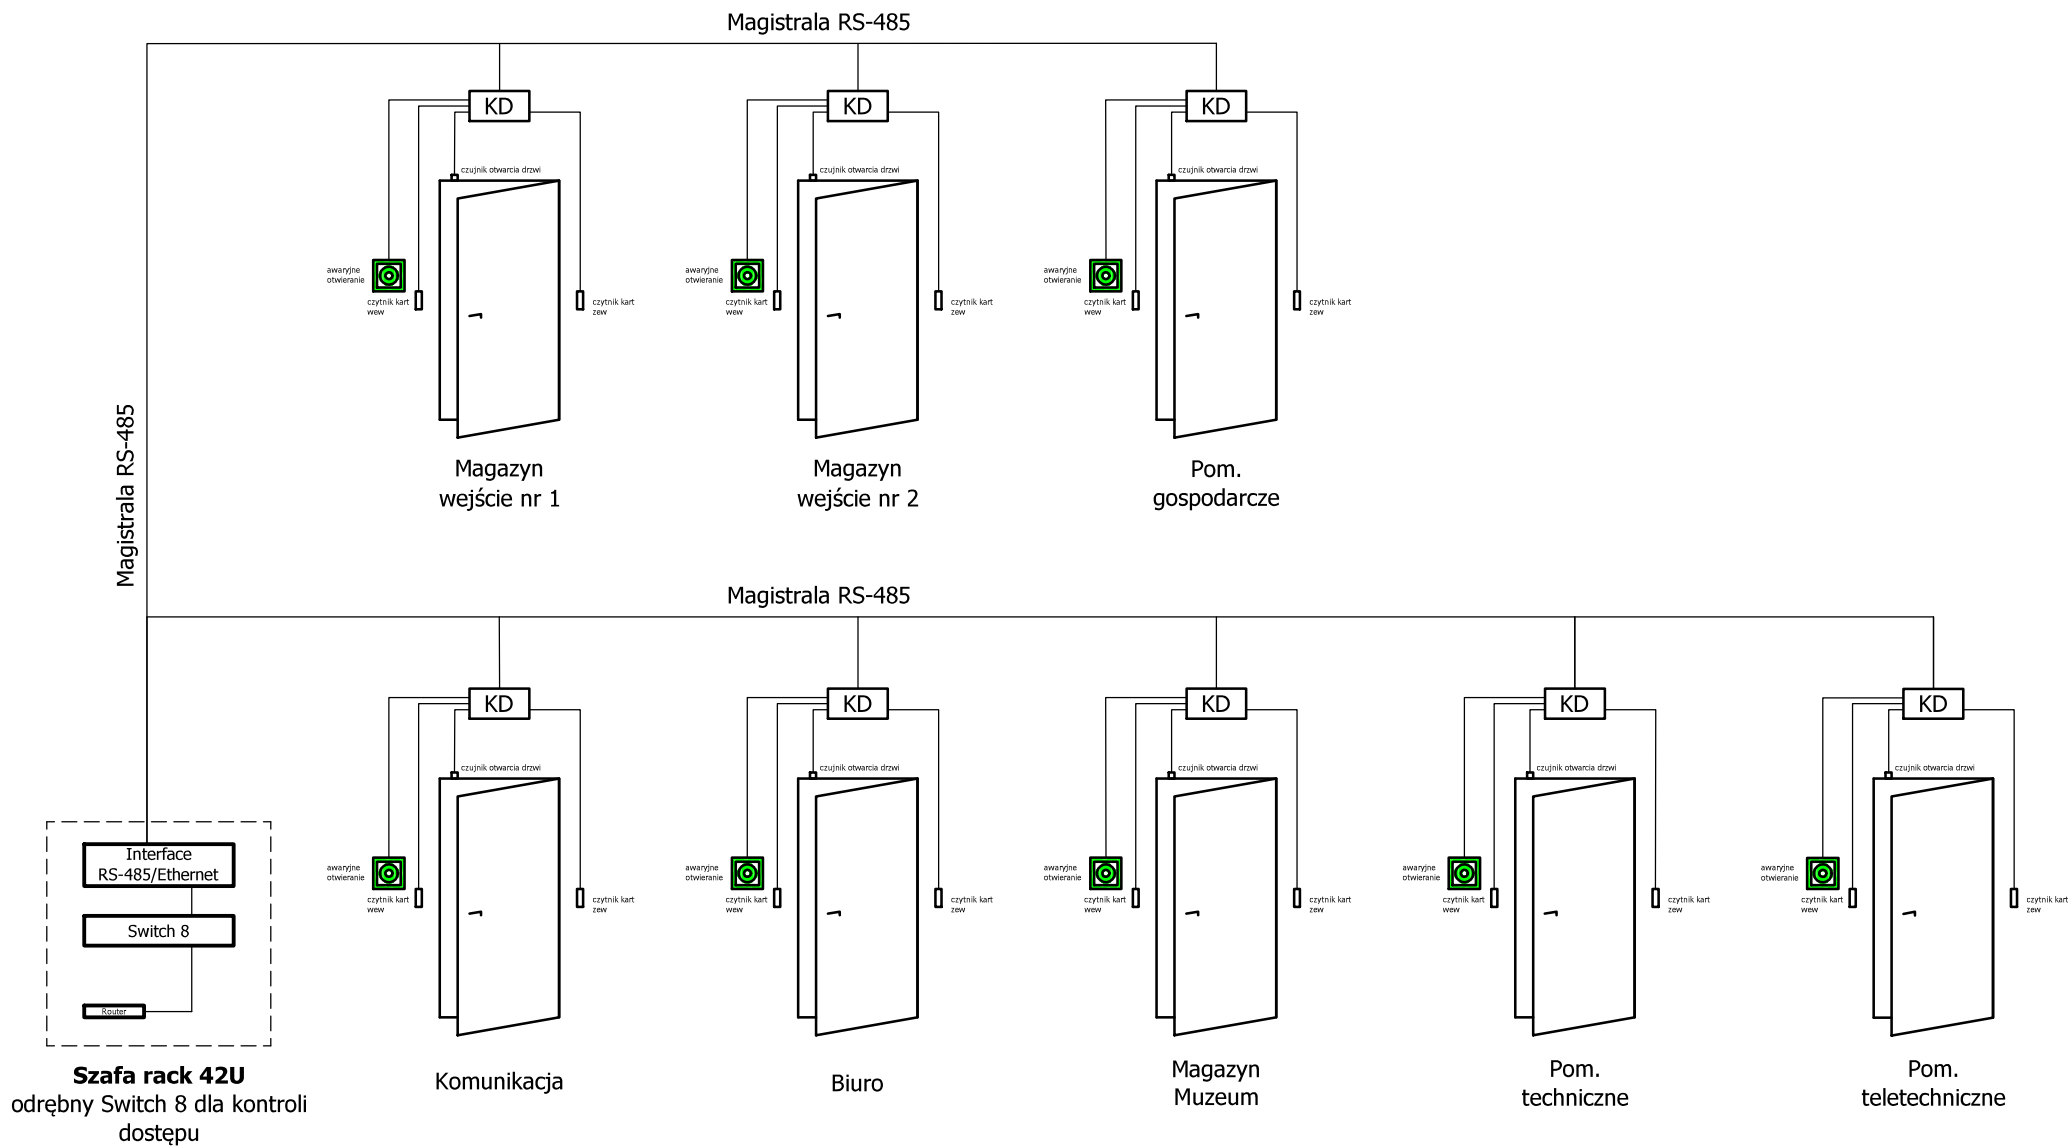 Magistrala RS-485
KD
KD
KD
czujnik otwarcia drzwi
czujnik otwarcia drzwi
czujnik otwarcia drzwi
awaryjne
otwieranie
czytnik kart
wew
czytnik kart
zew
awaryjne
otwieranie
czytnik kart
wew
czytnik kart
zew
awaryjne
otwieranie
czytnik kart
wew
czytnik kart
zew
Magazyn
wejście nr 1
Magazyn
wejście nr 2
Pom.
gospodarcze
Magistrala RS-485
Magistrala RS-485
KD
KD
KD
KD
KD
czujnik otwarcia drzwi
czujnik otwarcia drzwi
czujnik otwarcia drzwi
czujnik otwarcia drzwi
czujnik otwarcia drzwi
awaryjne
otwieranie
czytnik kart
wew
czytnik kart
zew
awaryjne
otwieranie
czytnik kart
wew
czytnik kart
zew
awaryjne
otwieranie
czytnik kart
wew
czytnik kart
zew
awaryjne
otwieranie
czytnik kart
wew
czytnik kart
zew
awaryjne
otwieranie
czytnik kart
wew
czytnik kart
zew
Interface
RS-485/Ethernet
Switch 8
Router
Szafa rack 42U
odrębny Switch 8 dla kontroli
dostępu
Komunikacja
Biuro
Magazyn
Muzeum
Pom.
techniczne
Pom.
teletechniczne